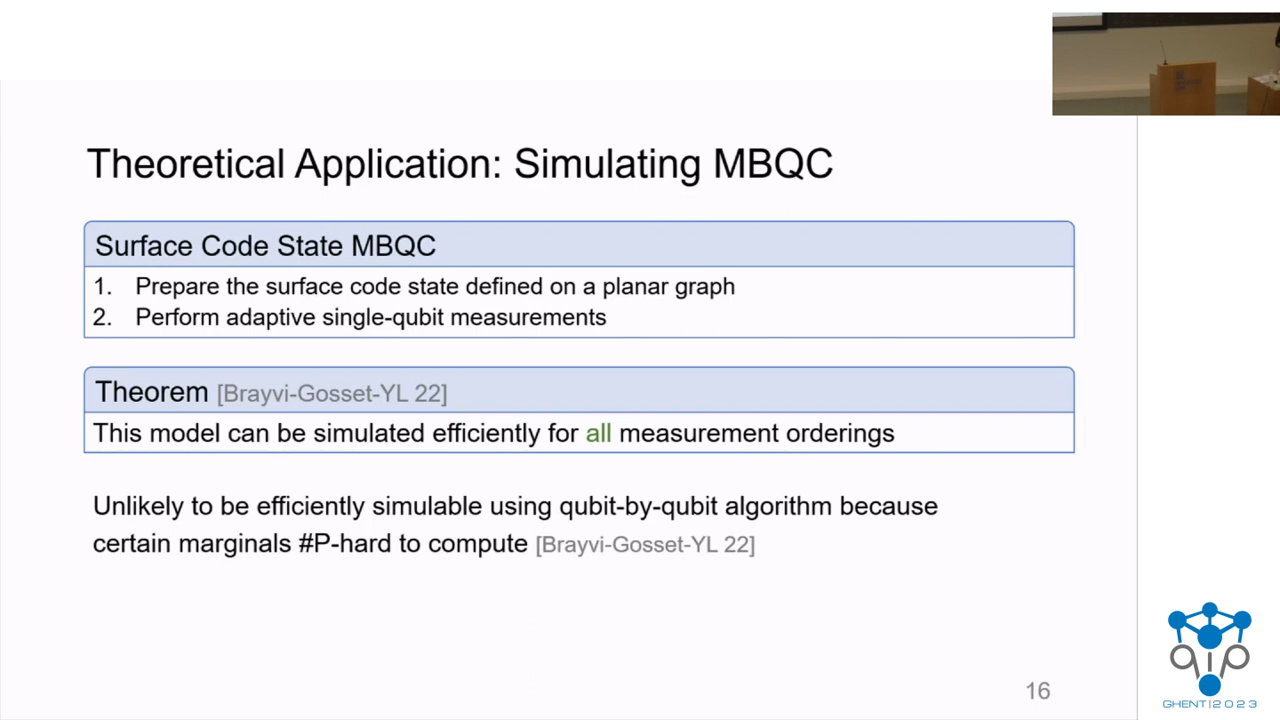 Theoretical Application: Simulating MBQC
Surface Code State MBQC
1. Prepare the surface code state defined on a planar graph
2. Perform adaptive single-qubit measurements
Theorem [Brayvi-Gosset-YL 22]
This model can be simulated efficiently for all measurement orderings
Unlikely to be efficiently simulable using qubit-by-qubit algorithm because
certain marginals #P-hard to compute [Brayvi-Gosset-YL 22]
16
qip
GHENT|2023